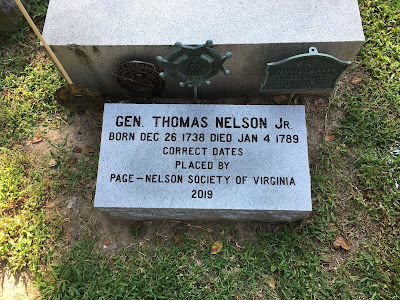 GEN. THOMAS NELSON JR.
BORN DEC 26 1738 DIED JAN 4 1789
CORRECT DATES
PLACED BY
PAGE—NELSON SOCIETY OF VIRGINIA
2019